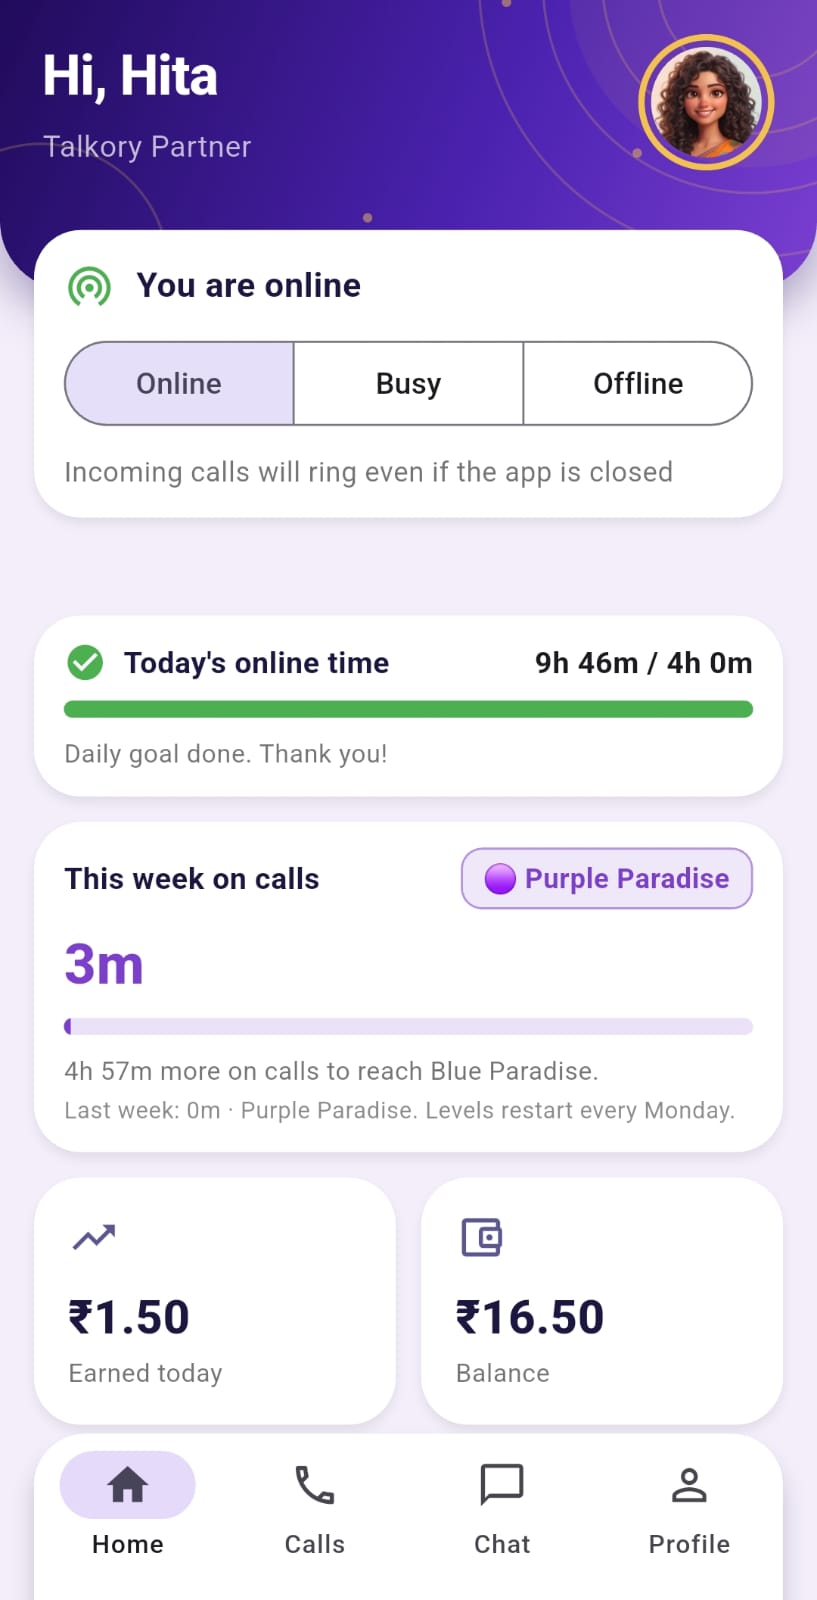 Hi, Hita
Talkory Partner
You are online
Online
Busy
Offline
Incoming calls will ring even if the app is closed
Today's online time
9h 46m / 4h 0m
Daily goal done. Thank you!
This week on calls
Purple Paradise
3m
4h 57m more on calls to reach Blue Paradise.
Last week: 0m · Purple Paradise. Levels restart every Monday.
₹1.50
Earned today
₹16.50
Balance
Home
Calls
Chat
Profile